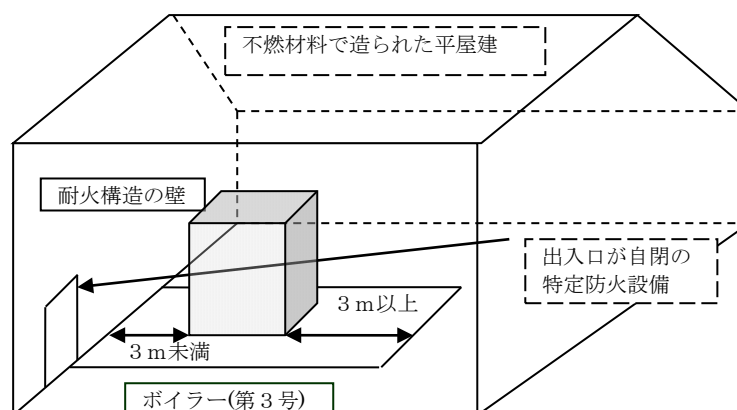 不燃材料で造られた平屋建
耐火構造の壁
出入口が自閉の
特定防火設備
３ｍ以上
３ｍ未満
ボイラー(第３号)